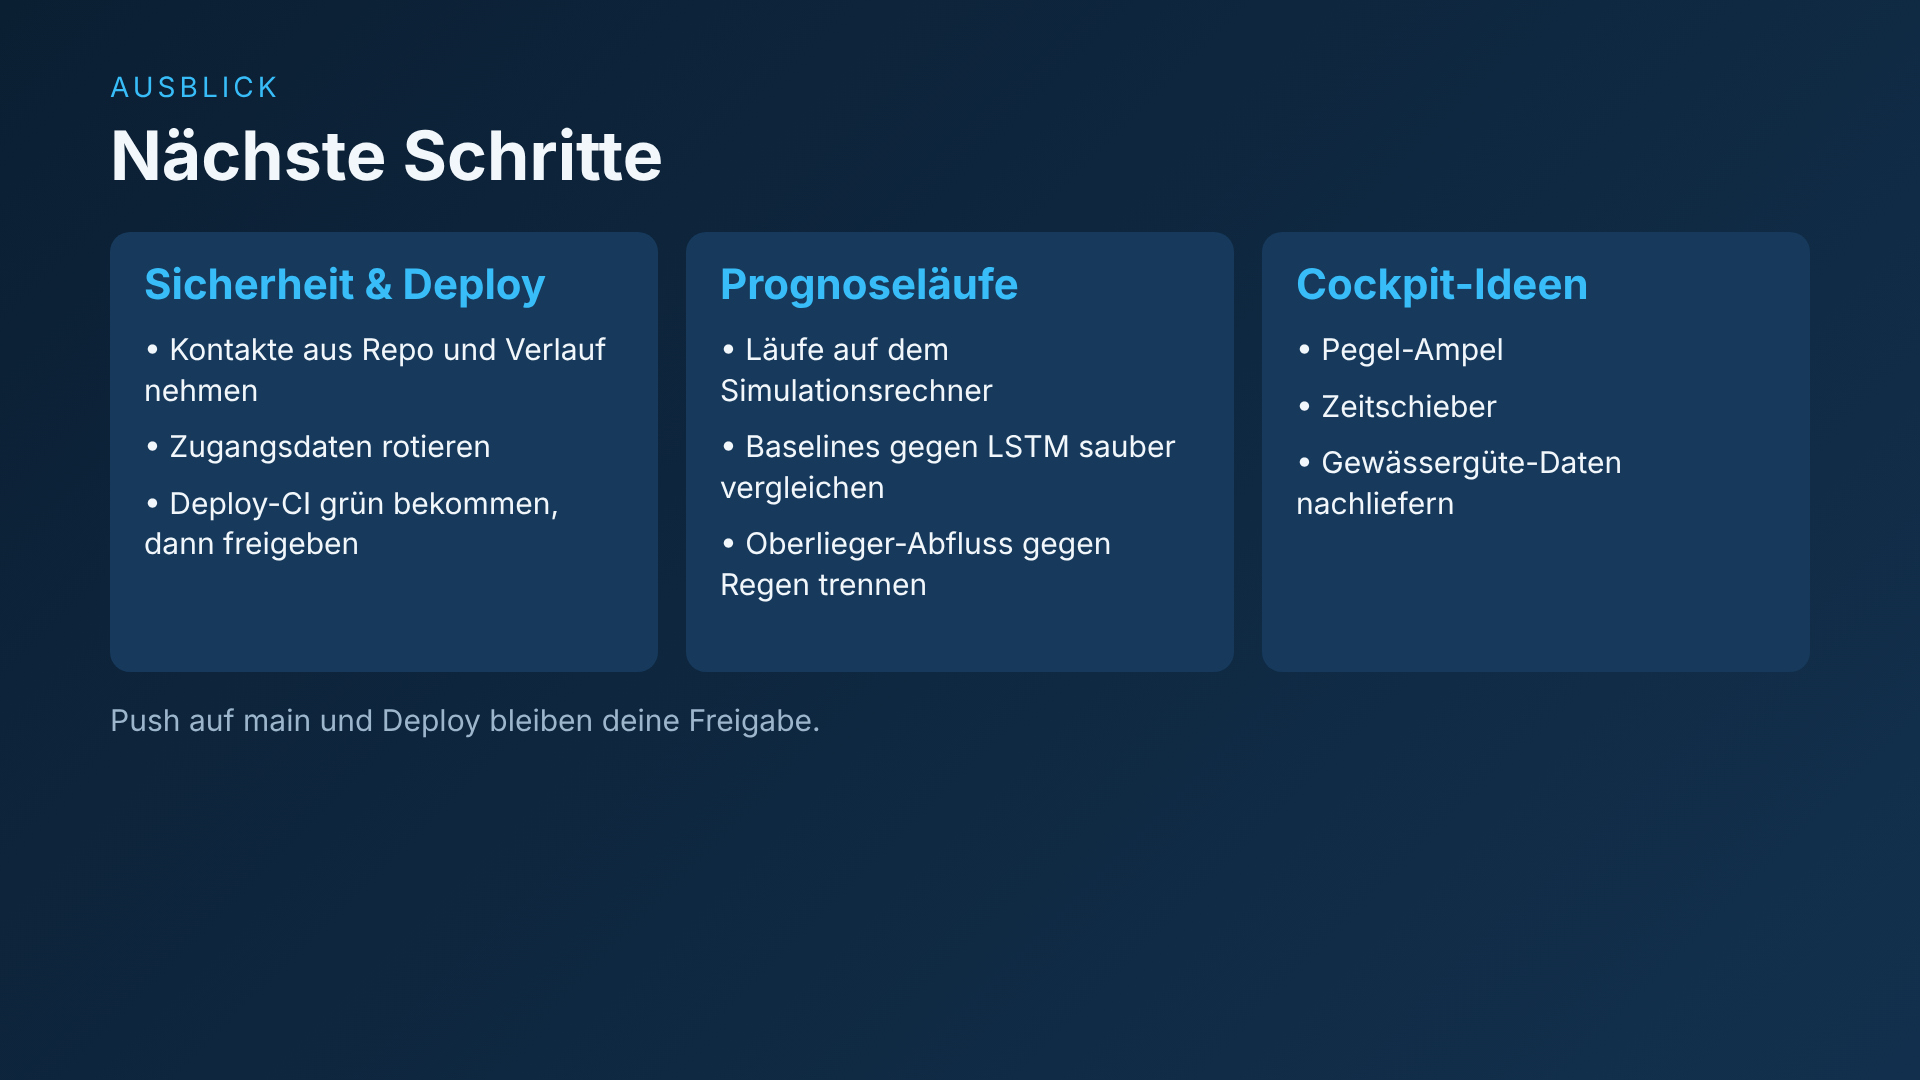 AUSBLICK
Nächste Schritte
Sicherheit & Deploy
• Kontakte aus Repo und Verlauf
nehmen
• Zugangsdaten rotieren
• Deploy-CI grün bekommen,
dann freigeben
Prognoseläufe
• Läufe auf dem
Simulationsrechner
• Baselines gegen LSTM sauber
vergleichen
• Oberlieger-Abfluss gegen
Regen trennen
Cockpit-Ideen
• Pegel-Ampel
• Zeitschieber
• Gewässergüte-Daten
nachliefern
Push auf main und Deploy bleiben deine Freigabe.